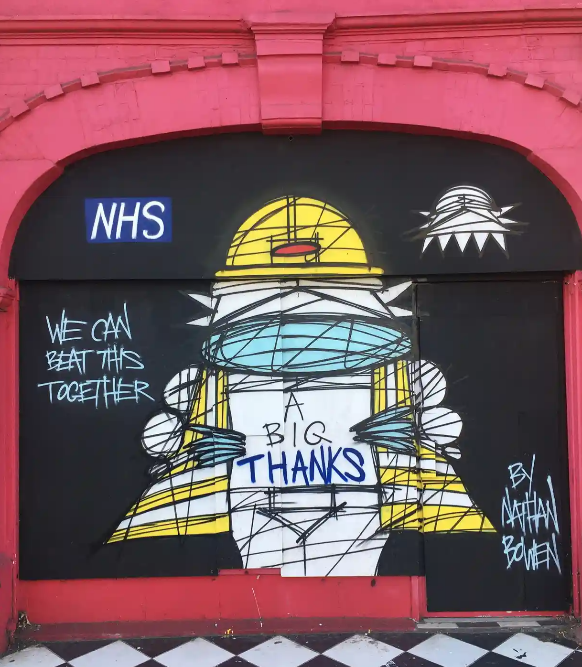 NHS
WE CAN
BEAT THIS
TOGETHER
A
BIG
THANKS
BY
NATHAN
BOWEN